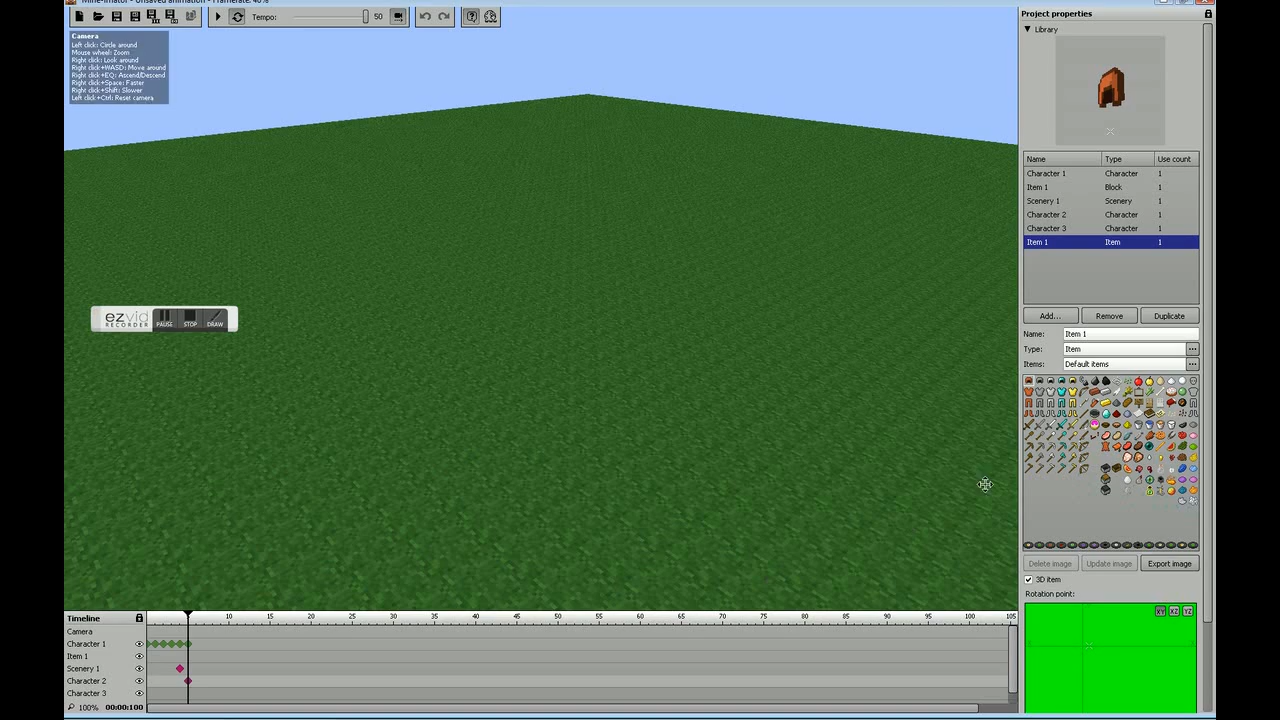 Mine-imator - Unsaved animation - Framerate: 40%
Tempo: 50
Camera
Left click: Circle around
Mouse wheel: Zoom
Right click: Look around
Right click+WASD: Move around
Right click+EQ: Ascend/Descend
Right click+Space: Faster
Right click+Shift: Slower
Left click+Ctrl: Reset camera
ezvid
RECORDER
PAUSE STOP DRAW
Project properties
Library
Name Type Use count
Character 1 Character 1
Item 1 Block 1
Scenery 1 Scenery 1
Character 2 Character 1
Character 3 Character 1
Item 1 Item 1
Add... Remove Duplicate
Name: Item 1
Type: Item
Items: Default items
Delete image Update image Export image
3D item
Rotation point:
XY XZ YZ
Timeline 10 15 20 25 30 35 40 45 50 55 60 65 70 75 80 85 90 95 100 105
Camera
Character 1
Item 1
Scenery 1
Character 2
Character 3
100% 00:00:100